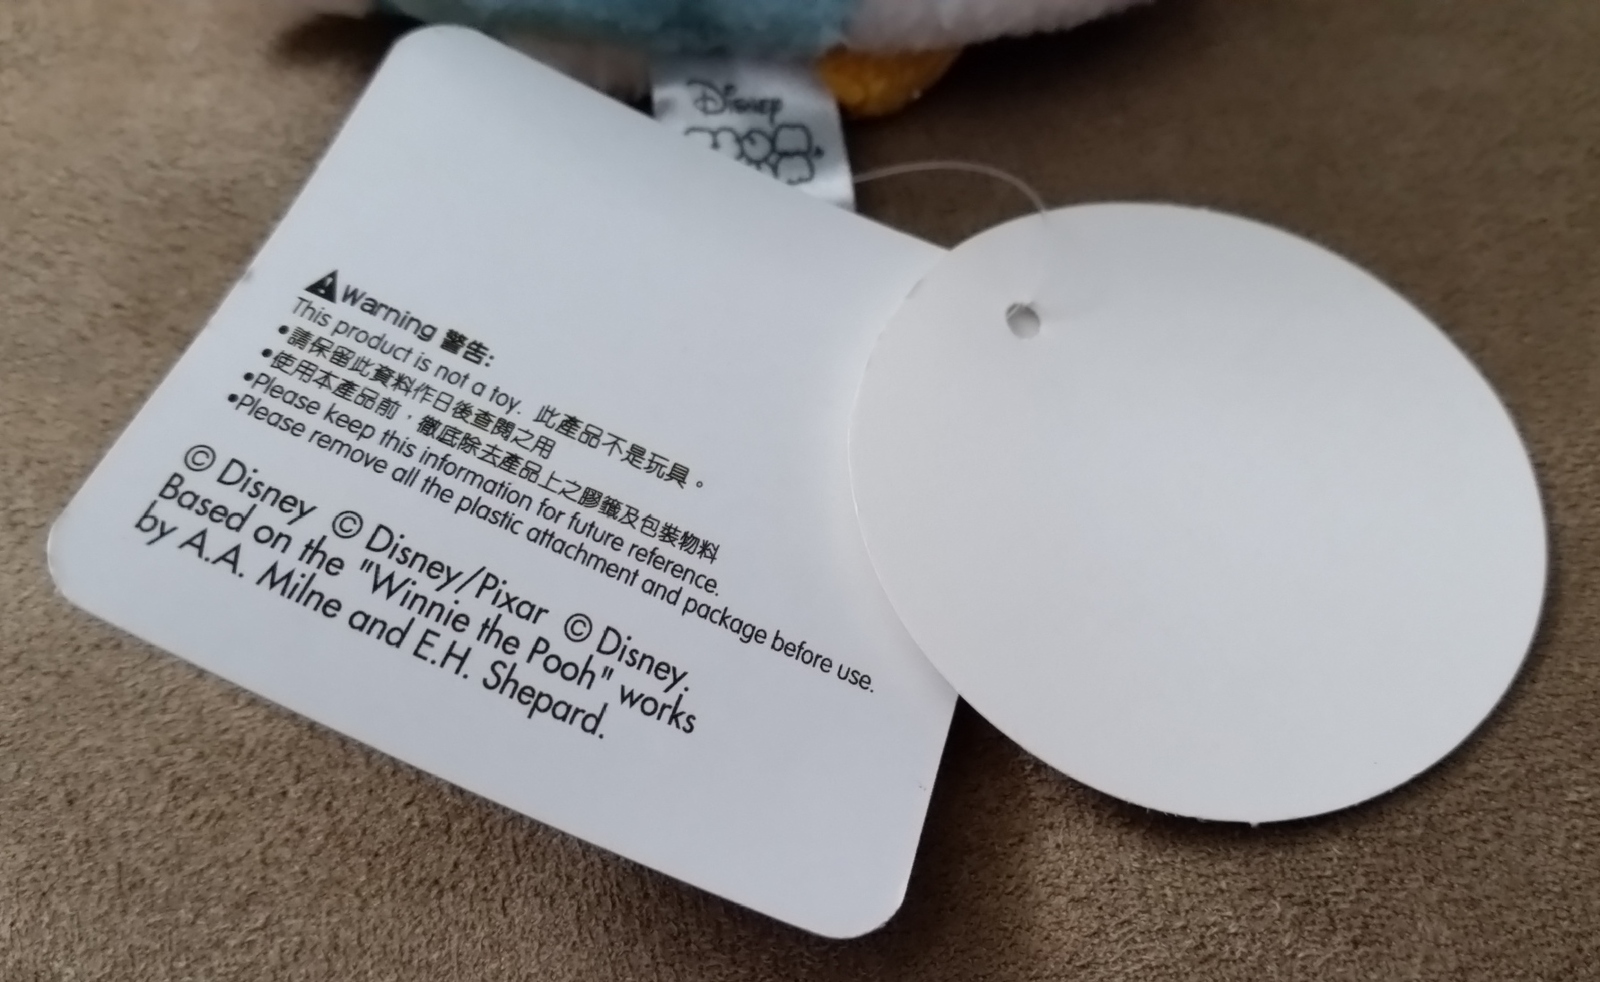 Disney
Warning 警告:
This product is not a toy. 此產品不是玩具。
•請保留此資料作日後查閱之用
•使用本產品前，徹底除去產品上之膠籤及包裝物料
•Please keep this information for future reference.
•Please remove all the plastic attachment and package before use.
© Disney © Disney/Pixar © Disney.
Based on the "Winnie the Pooh" works
by A.A. Milne and E.H. Shepard.